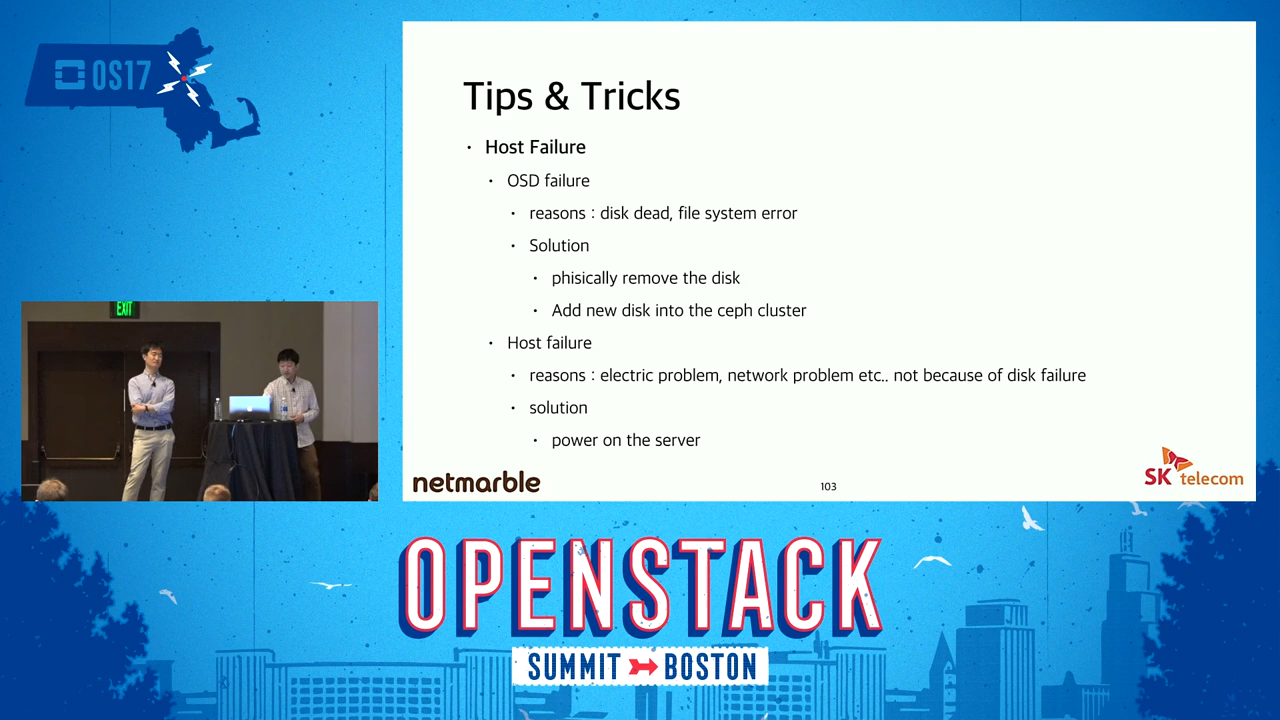 OS17
Tips & Tricks
• Host Failure
• OSD failure
• reasons : disk dead, file system error
• Solution
• phisically remove the disk
• Add new disk into the ceph cluster
• Host failure
• reasons : electric problem, network problem etc.. not because of disk failure
• solution
• power on the server
netmarble
103
SK telecom
EXIT
OPENSTACK
SUMMIT BOSTON